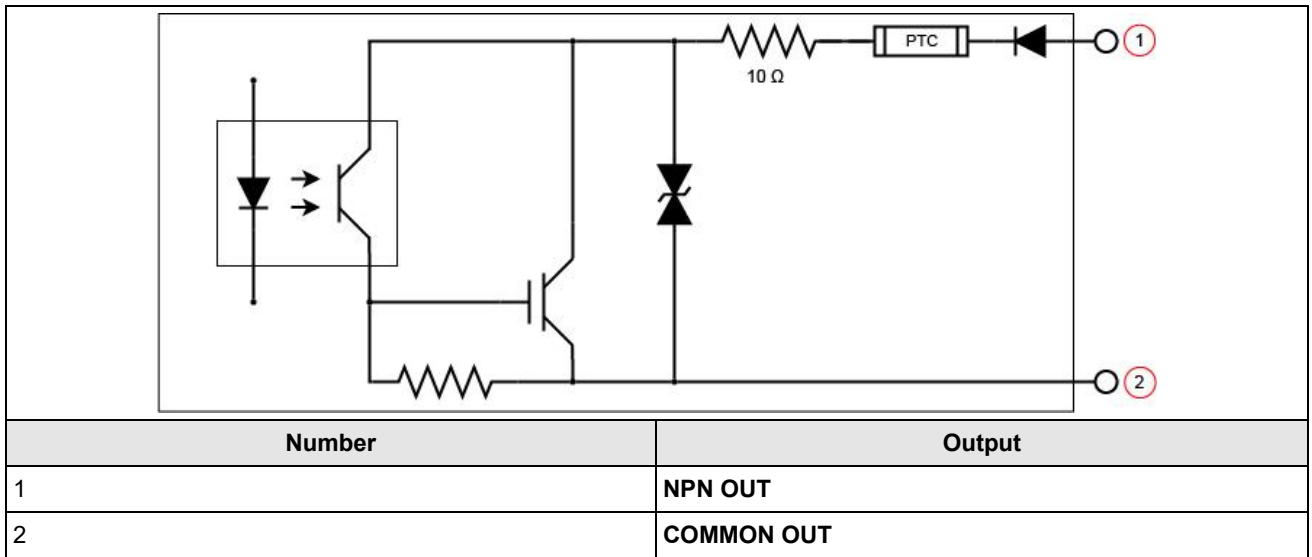 PTC
1
10 Ω
2
Number Output
1 NPN OUT
2 COMMON OUT